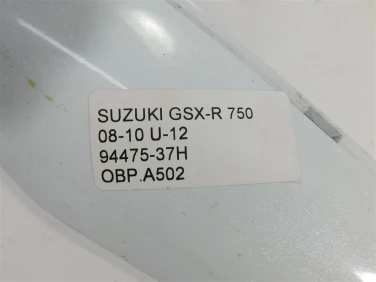 SUZUKI GSX-R 750
08-10 U-12
94475-37H
OBP.A502